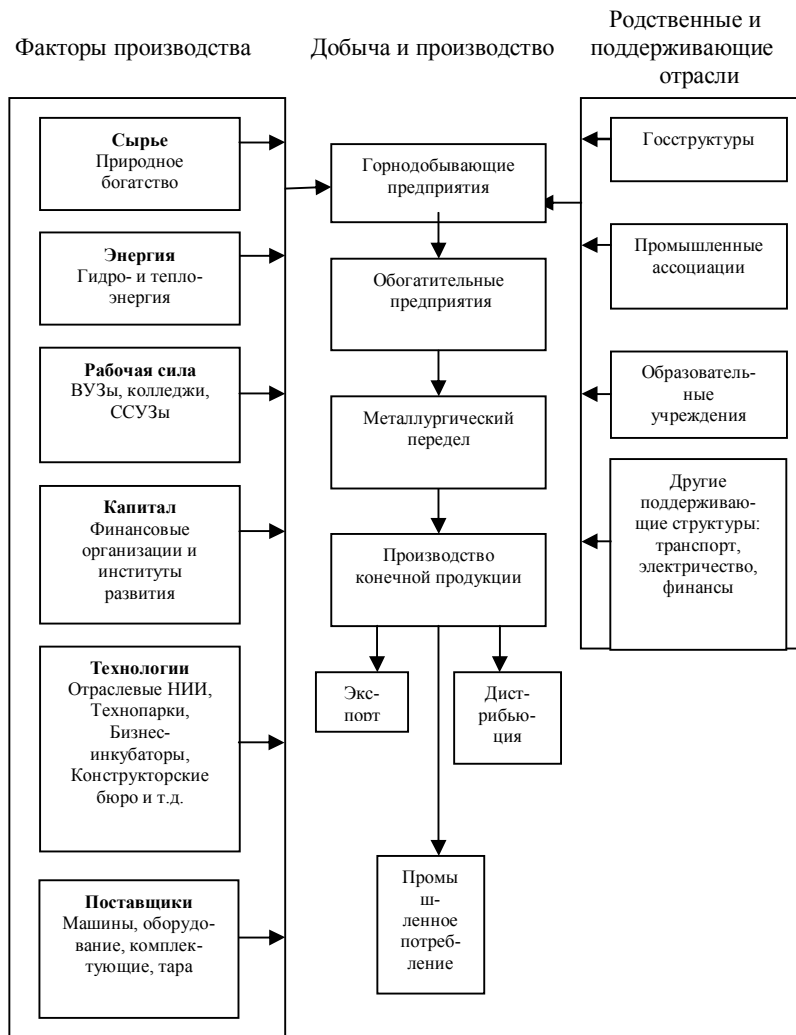 Факторы производства
Добыча и производство
Родственные и
поддерживающие
отрасли
Сырье
Природное
богатство
Энергия
Гидро- и тепло-
энергия
Рабочая сила
ВУЗы, колледжи,
ССУЗы
Капитал
Финансовые
организации и
институты
развития
Технологии
Отраслевые НИИ,
Технопарки,
Бизнес-
инкубаторы,
Конструкторские
бюро и т.д.
Поставщики
Машины, оборудо-
вание, комплек-
тующие, тара
Горнодобывающие
предприятия
Обогатительные
предприятия
Металлургический
передел
Производство
конечной продукции
Экс-
порт
Дист-
рибью-
ция
Промы
ш-
ленное
потреб-
ление
Госструктуры
Промышленные
ассоциации
Образователь-
ные
учреждения
Другие
поддерживаю-
щие структуры:
транспорт,
электричество,
финансы